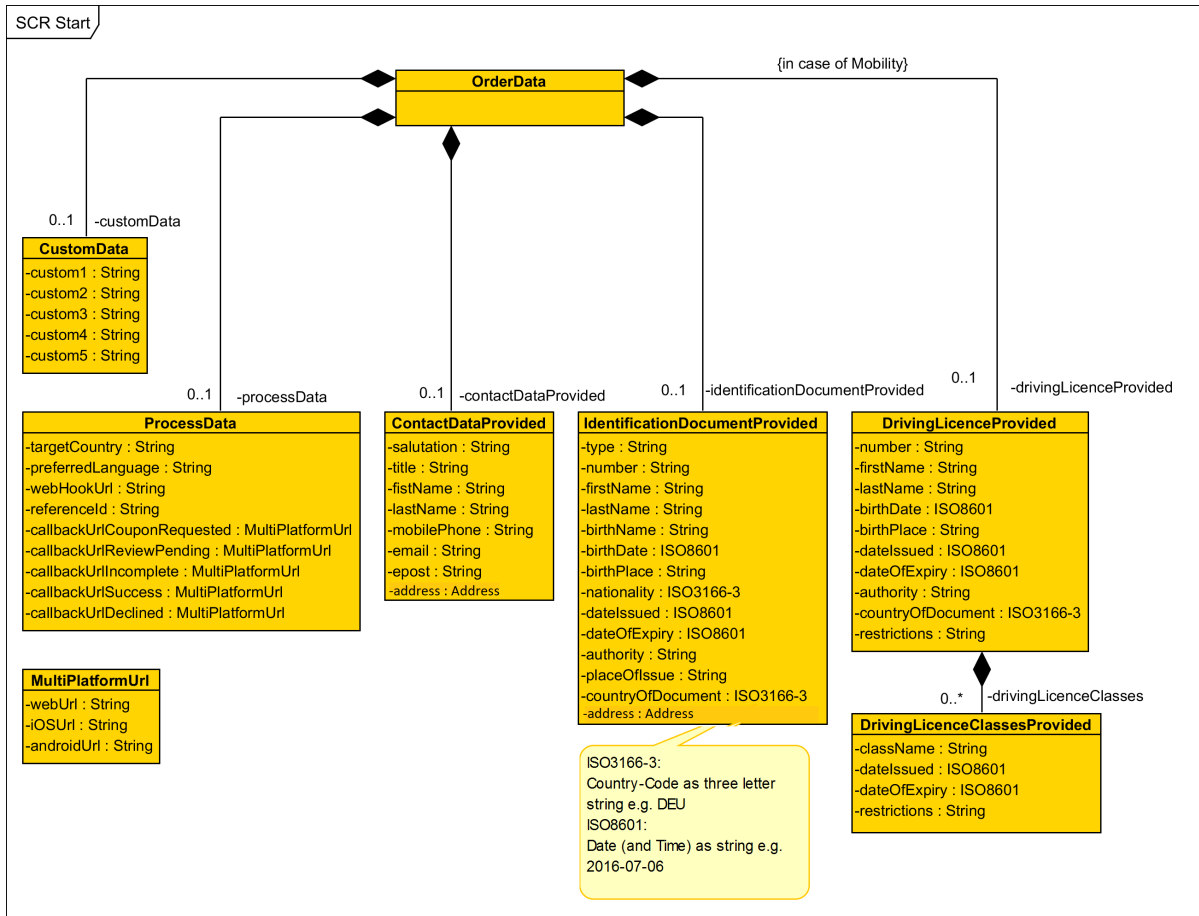 SCR Start
{in case of Mobility}
OrderData
0..1 -customData
CustomData
-custom1 : String
-custom2 : String
-custom3 : String
-custom4 : String
-custom5 : String
0..1 -processData
ProcessData
-targetCountry : String
-preferredLanguage : String
-webHookUrl : String
-referenceId : String
-callbackUrlCouponRequested : MultiPlatformUrl
-callbackUrlReviewPending : MultiPlatformUrl
-callbackUrlIncomplete : MultiPlatformUrl
-callbackUrlSuccess : MultiPlatformUrl
-callbackUrlDeclined : MultiPlatformUrl
MultiPlatformUrl
-webUrl : String
-iOSUrl : String
-androidUrl : String
0..1 -contactDataProvided
ContactDataProvided
-salutation : String
-title : String
-fistName : String
-lastName : String
-mobilePhone : String
-email : String
-epost : String
-address : Address
0..1 -identificationDocumentProvided
IdentificationDocumentProvided
-type : String
-number : String
-firstName : String
-lastName : String
-birthName : String
-birthDate : ISO8601
-birthPlace : String
-nationality : ISO3166-3
-dateIssued : ISO8601
-dateOfExpiry : ISO8601
-authority : String
-placeOfIssue : String
-countryOfDocument : ISO3166-3
-address : Address
ISO3166-3:
Country-Code as three letter
string e.g. DEU
ISO8601:
Date (and Time) as string e.g.
2016-07-06
0..1 -drivingLicenceProvided
DrivingLicenceProvided
-number : String
-firstName : String
-lastName : String
-birthDate : ISO8601
-birthPlace : String
-dateIssued : ISO8601
-dateOfExpiry : ISO8601
-authority : String
-countryOfDocument : ISO3166-3
-restrictions : String
0..* -drivingLicenceClasses
DrivingLicenceClassesProvided
-className : String
-dateIssued : ISO8601
-dateOfExpiry : ISO8601
-restrictions : String